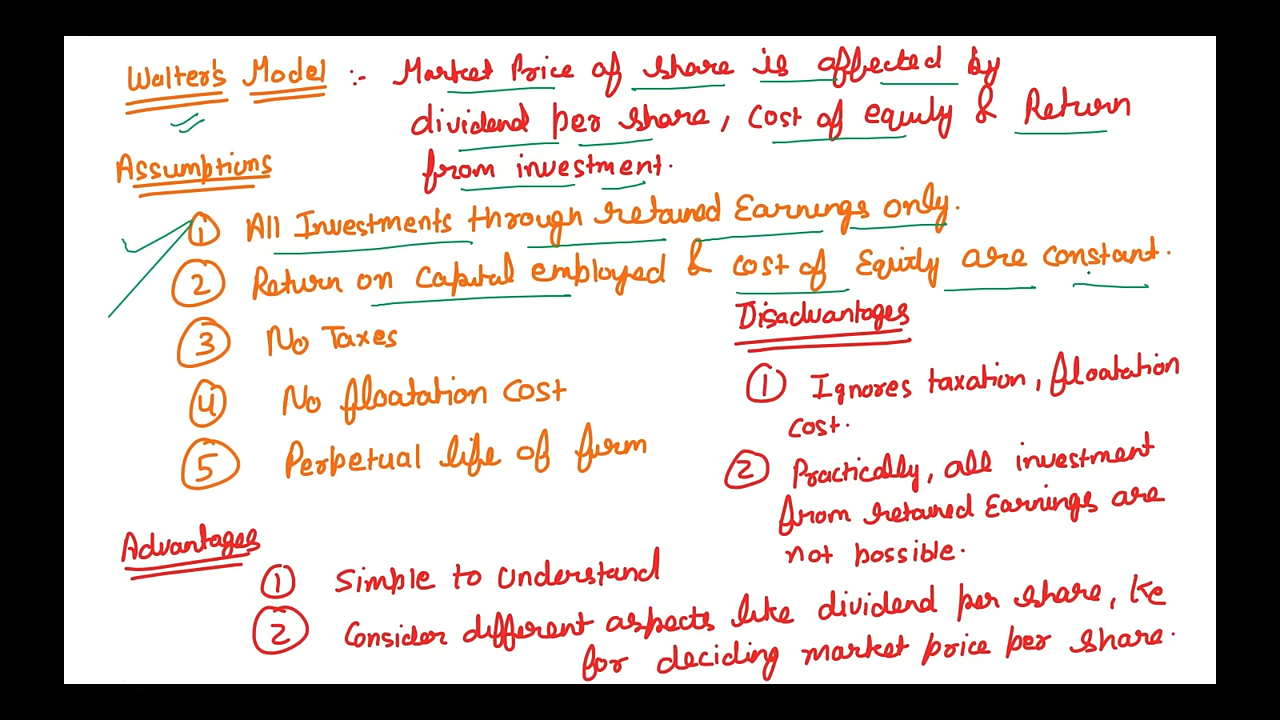 Walter's Model :- Market Price of share is affected by
dividend per share, cost of equity & Return
from investment.
Assumptions
① All Investments through retained Earnings only.
② Return on capital employed & cost of Equity are constant.
③ No Taxes
④ No floatation cost
⑤ Perpetual life of firm
Disadvantages
① Ignores taxation, floatation
cost.
② Practically, all investment
from retained Earnings are
not possible.
Advantages
① Simple to understand
② Consider different aspects like dividend per share, Ke
for deciding market price per share.